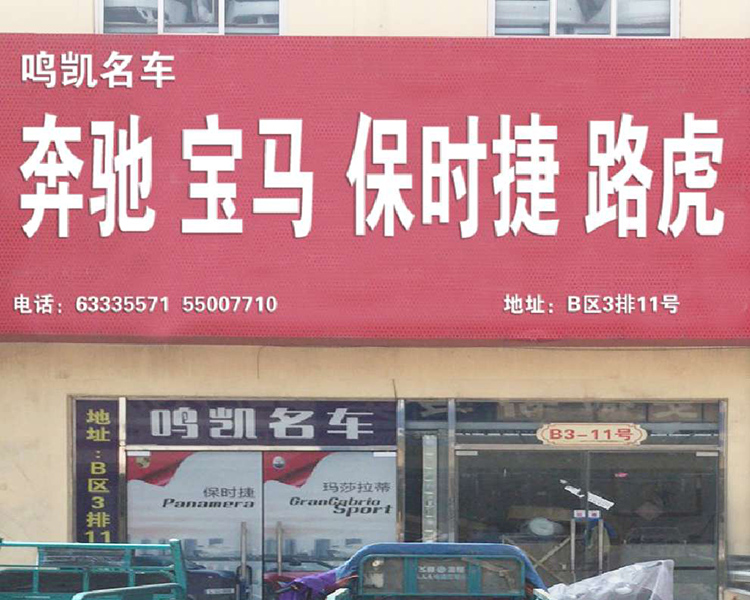 鸣凯名车
奔驰 宝马 保时捷 路虎
电话：63335571 55007710
地址：B区3排11号
鸣凯名车
地址：B区3排11
B3-11号
保时捷
Panamera
玛莎拉蒂
GranCabrio
Sport